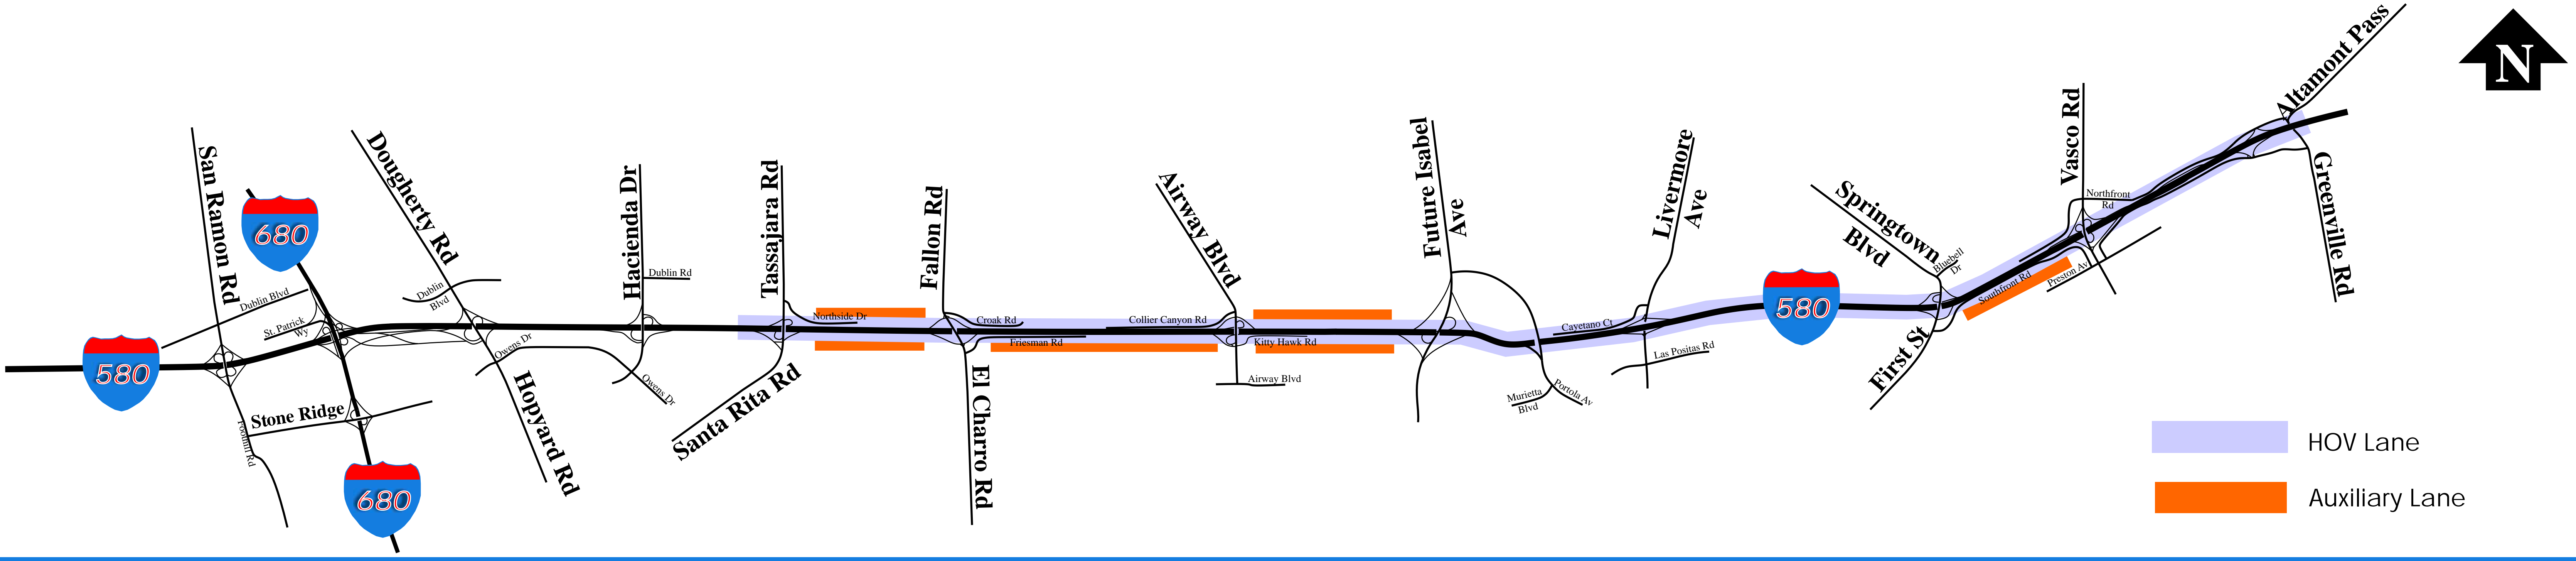 San Ramon Rd
680
Dougherty Rd
Hacienda Dr
Tassajara Rd
Fallon Rd
Airway Blvd
Future Isabel
Ave
Livermore
Ave
Springtown
Blvd
Vasco Rd
Altamont Pass
Greenville Rd
N
Dublin Blvd
St. Patrick
Wy
Dublin
Blvd
Dublin Rd
Northside Dr
Croak Rd
Collier Canyon Rd
Cayetano Ct
Bluebell
Dr
Northfront
Rd
580
580
Owens Dr
Owens Dr
Friesman Rd
Kitty Hawk Rd
Airway Blvd
Las Positas Rd
Southfront Rd
Preston Av
Stone Ridge
Foothill Rd
680
Hopyard Rd
Santa Rita Rd
El Charro Rd
Murietta
Blvd
Portola Av
First St
HOV Lane
Auxiliary Lane